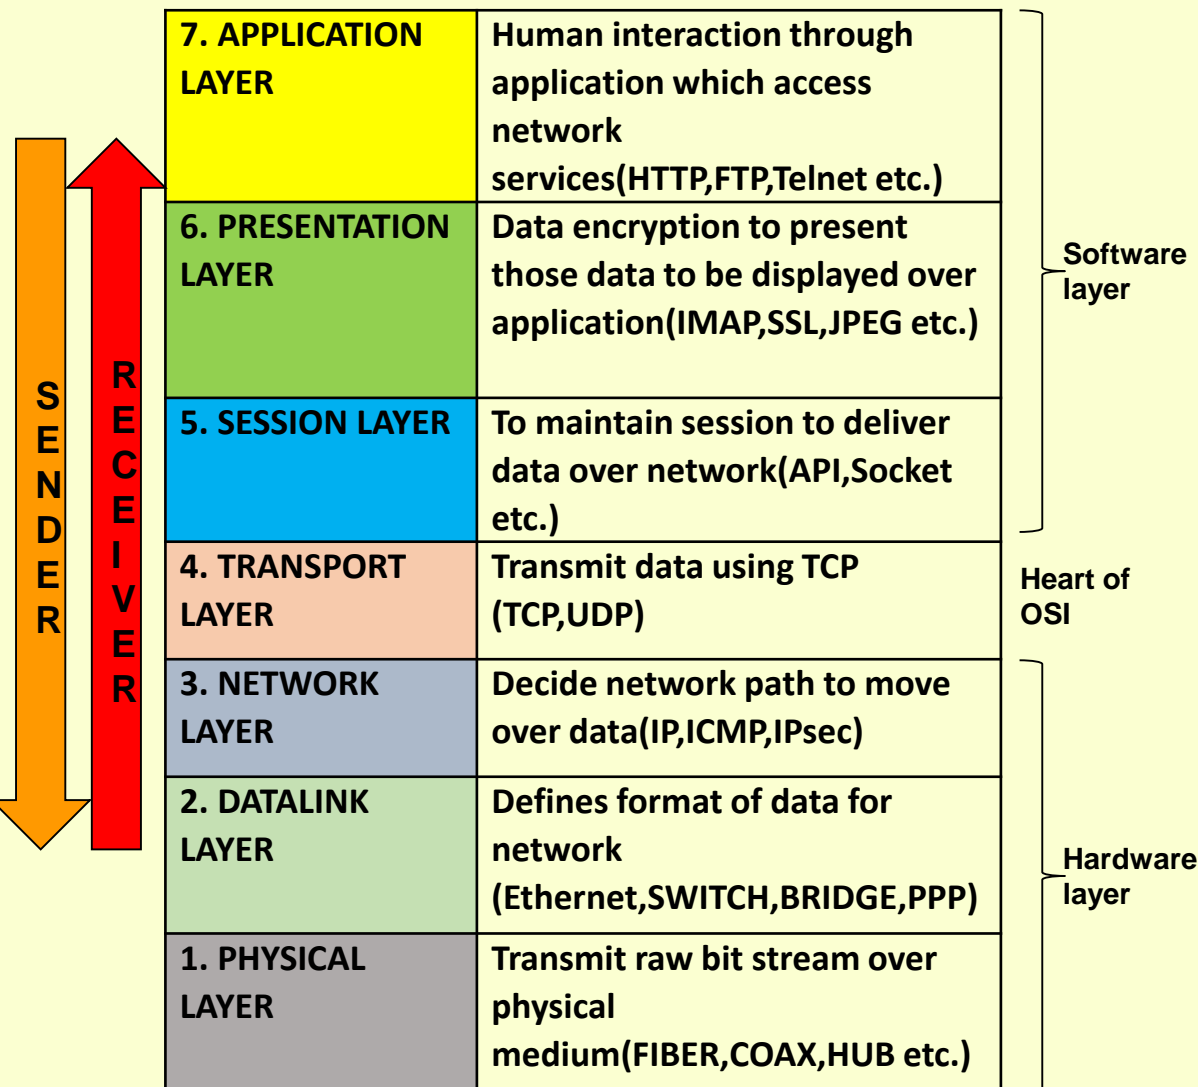 SENDER
RECEIVER
7. APPLICATION
LAYER
Human interaction through
application which access
network
services(HTTP,FTP,Telnet etc.)
6. PRESENTATION
LAYER
Data encryption to present
those data to be displayed over
application(IMAP,SSL,JPEG etc.)
5. SESSION LAYER
To maintain session to deliver
data over network(API,Socket
etc.)
Software
layer
4. TRANSPORT
LAYER
Transmit data using TCP
(TCP,UDP)
Heart of
OSI
3. NETWORK
LAYER
Decide network path to move
over data(IP,ICMP,IPsec)
2. DATALINK
LAYER
Defines format of data for
network
(Ethernet,SWITCH,BRIDGE,PPP)
1. PHYSICAL
LAYER
Transmit raw bit stream over
physical
medium(FIBER,COAX,HUB etc.)
Hardware
layer